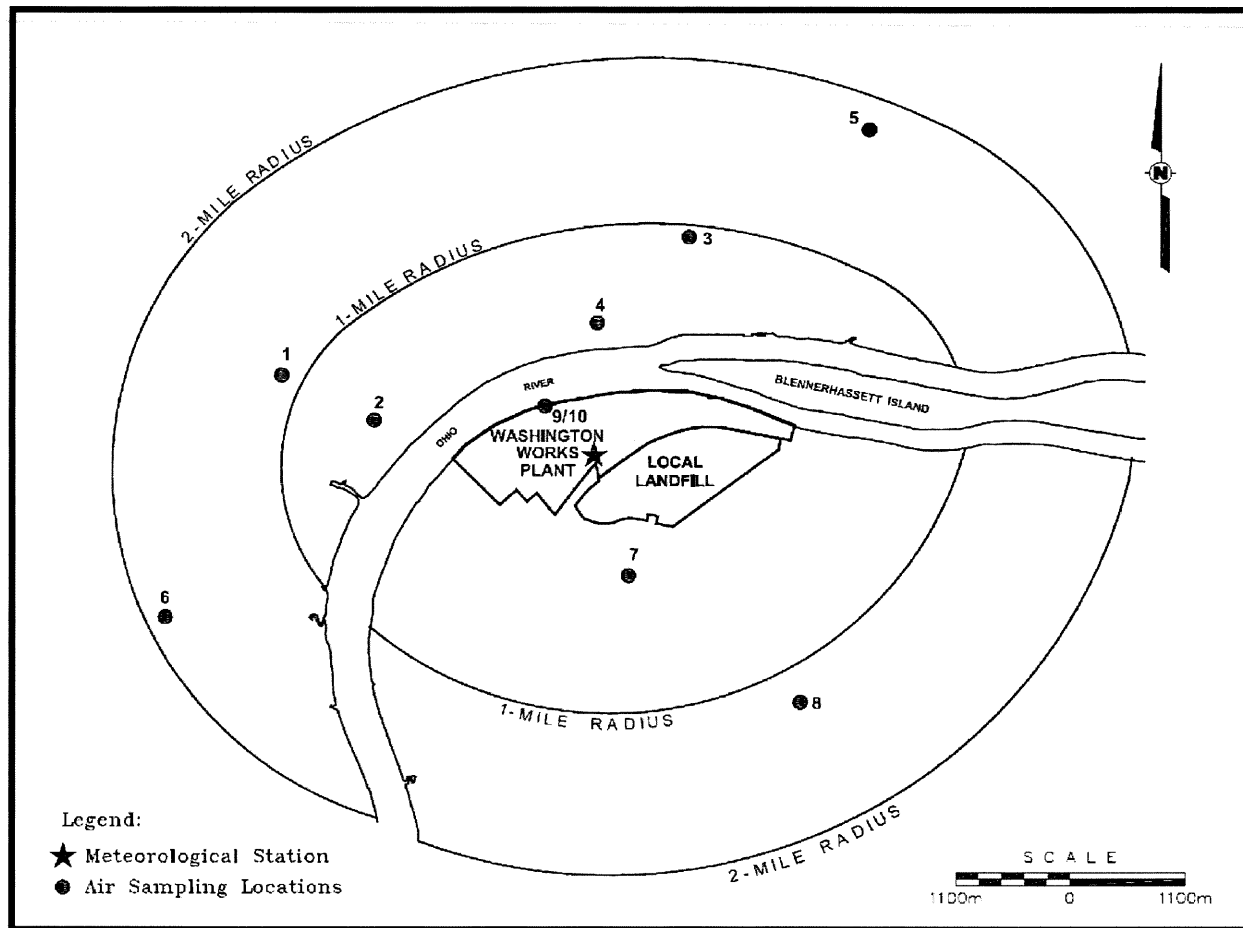 5
2-MILE RADIUS
N
3
1-MILE RADIUS
4
1
RIVER
BLENNERHASSETT ISLAND
2
9/10
OHIO
WASHINGTON
WORKS
PLANT
LOCAL
LANDFILL
7
6
8
1-MILE RADIUS
2-MILE RADIUS
Legend:
Meteorological Station
Air Sampling Locations
SCALE
1100m 0 1100m